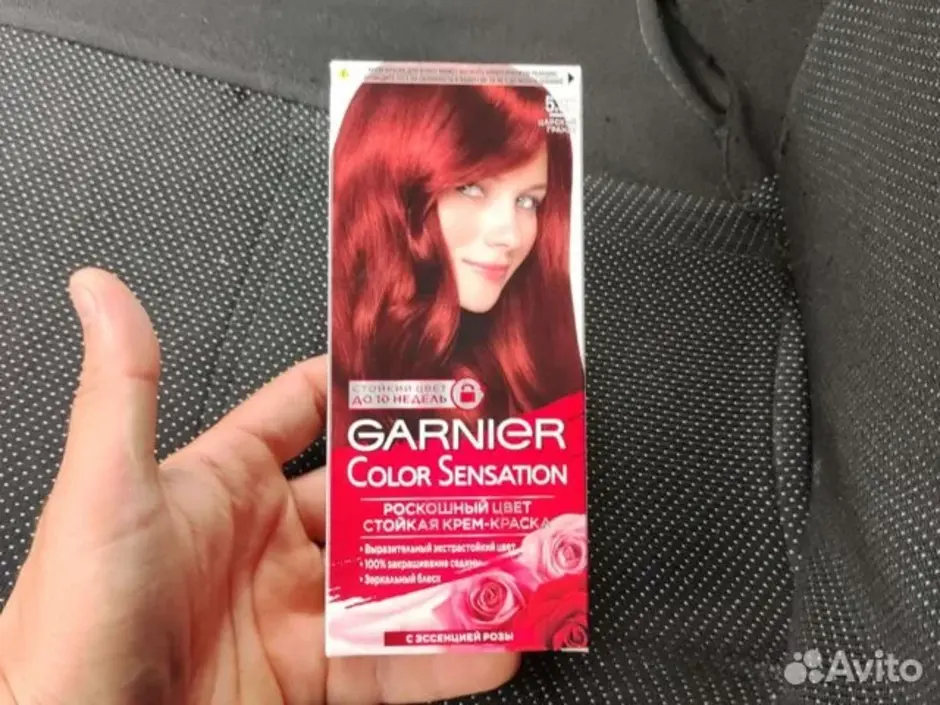 СТОЙКИЙ ЦВЕТ
ДО 10 НЕДЕЛЬ
GARNIER
COLOR SENSATION
РОСКОШНЫЙ ЦВЕТ
СТОЙКАЯ КРЕМ-КРАСКА
• Выразительный экстрастойкий цвет
• 100% закрашивание седины
• Зеркальный блеск
С ЭССЕНЦИЕЙ РОЗЫ
Avito